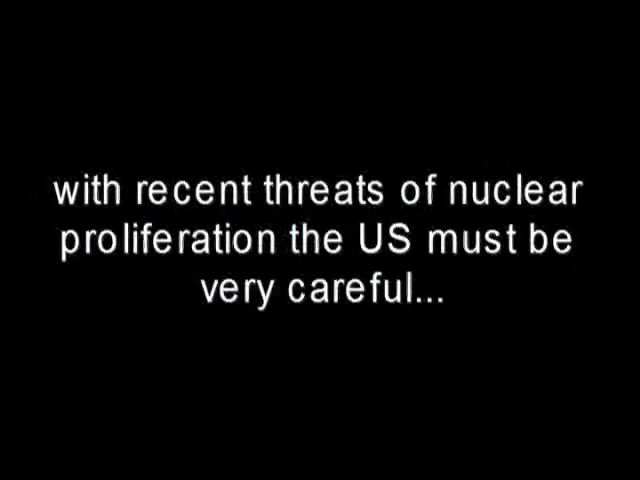 with recent threats of nuclear
proliferation the US must be
very careful...